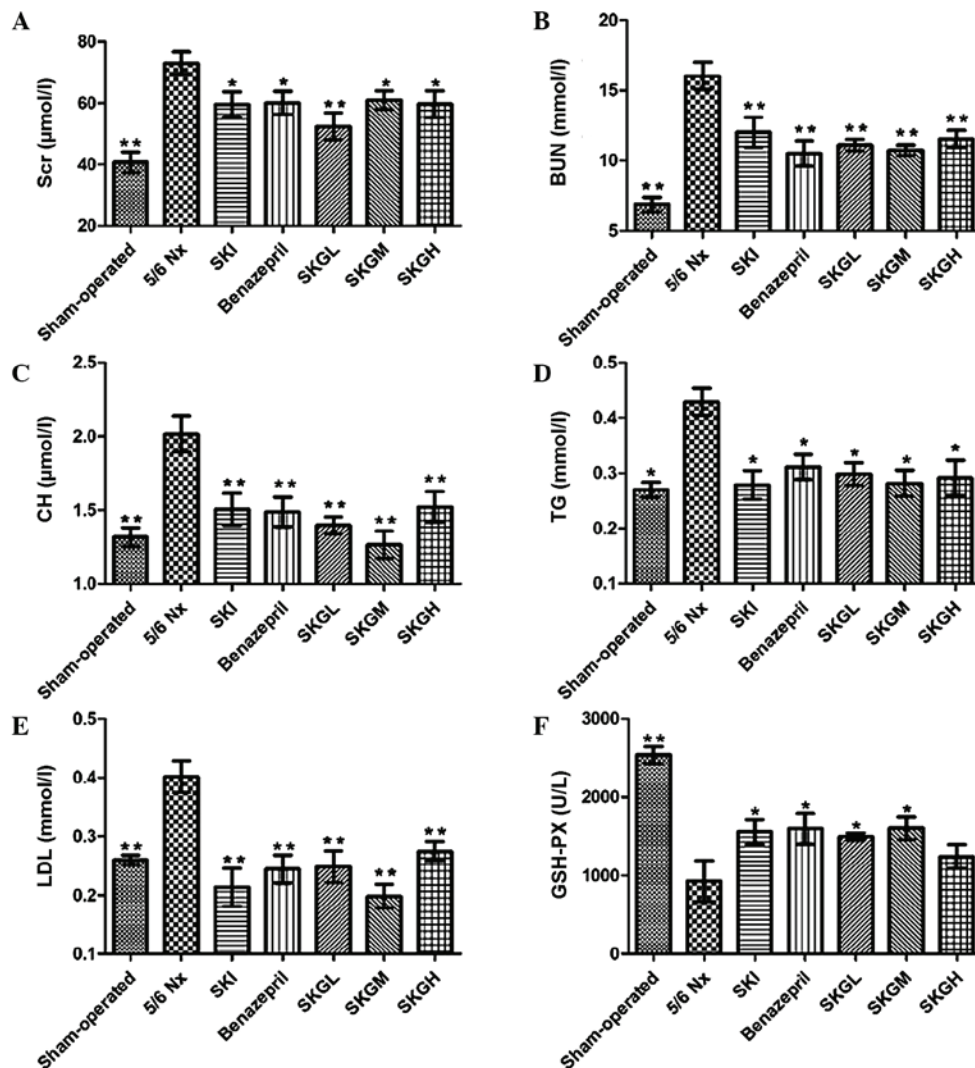 A
Scr (μmol/l)
80
60
40
20
** * * ** * *
Sham-operated
5/6 Nx
SKI
Benazepril
SKGL
SKGM
SKGH
B
BUN (mmol/l)
20
15
10
5
** ** ** ** ** **
Sham-operated
5/6 Nx
SKI
Benazepril
SKGL
SKGM
SKGH
C
CH (μmol/l)
2.5
2.0
1.5
1.0
** ** ** ** ** **
Sham-operated
5/6 Nx
SKI
Benazepril
SKGL
SKGM
SKGH
D
TG (mmol/l)
0.5
0.4
0.3
0.2
0.1
* * * * * *
Sham-operated
5/6 Nx
SKI
Benazepril
SKGL
SKGM
SKGH
E
LDL (mmol/l)
0.5
0.4
0.3
0.2
0.1
** ** ** ** ** **
Sham-operated
5/6 Nx
SKI
Benazepril
SKGL
SKGM
SKGH
F
GSH-PX (U/L)
3000
2000
1000
0
** * * * *
Sham-operated
5/6 Nx
SKI
Benazepril
SKGL
SKGM
SKGH